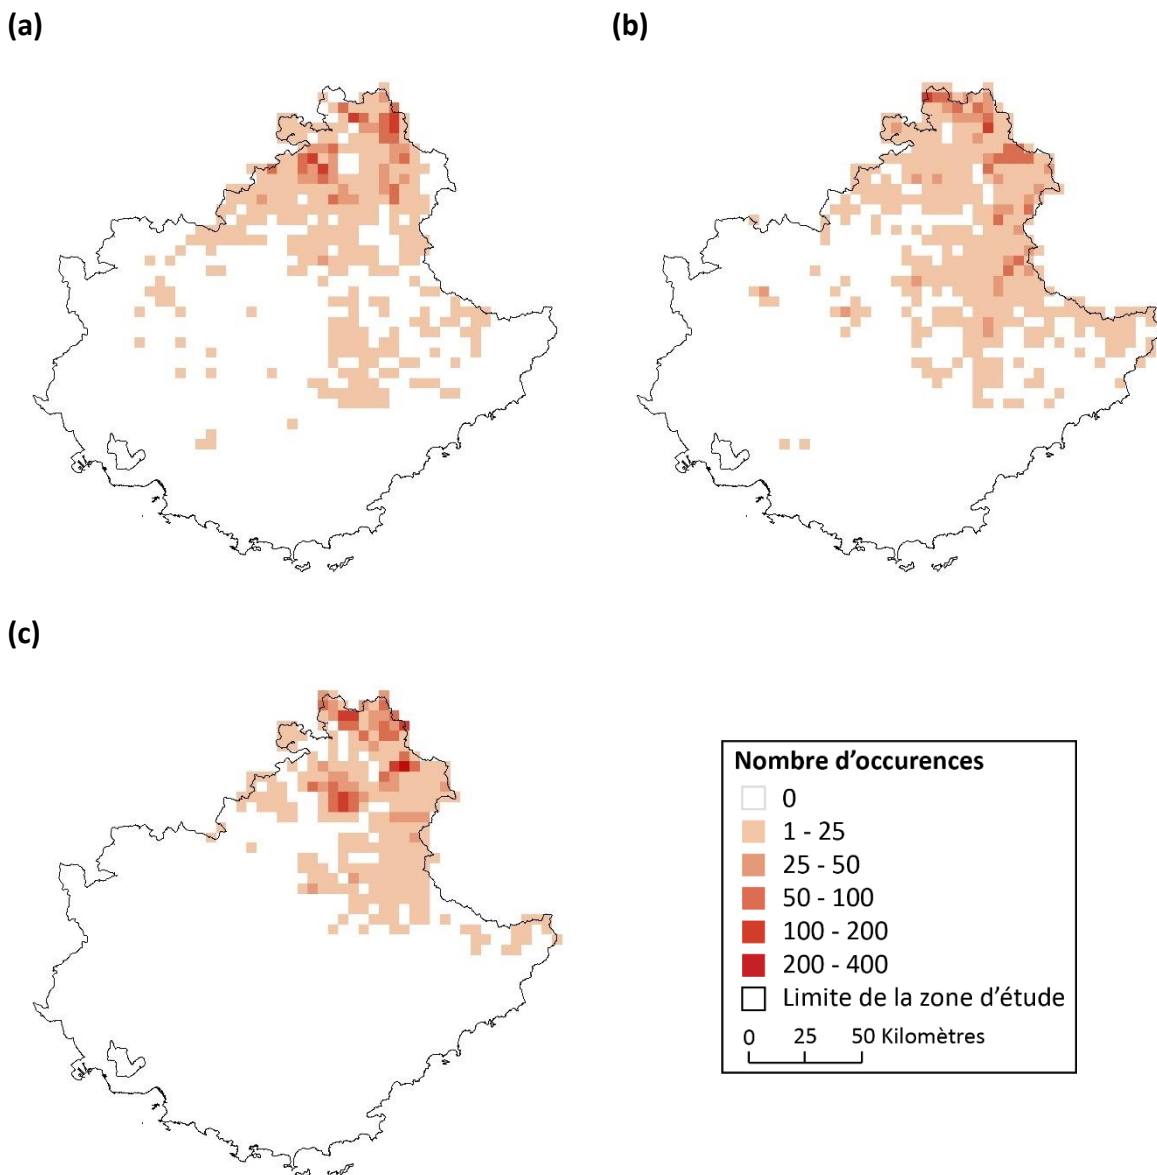 (a)
(b)
(c)
Nombre d'occurences
0
1 - 25
25 - 50
50 - 100
100 - 200
200 - 400
Limite de la zone d'étude
0 25 50 Kilomètres